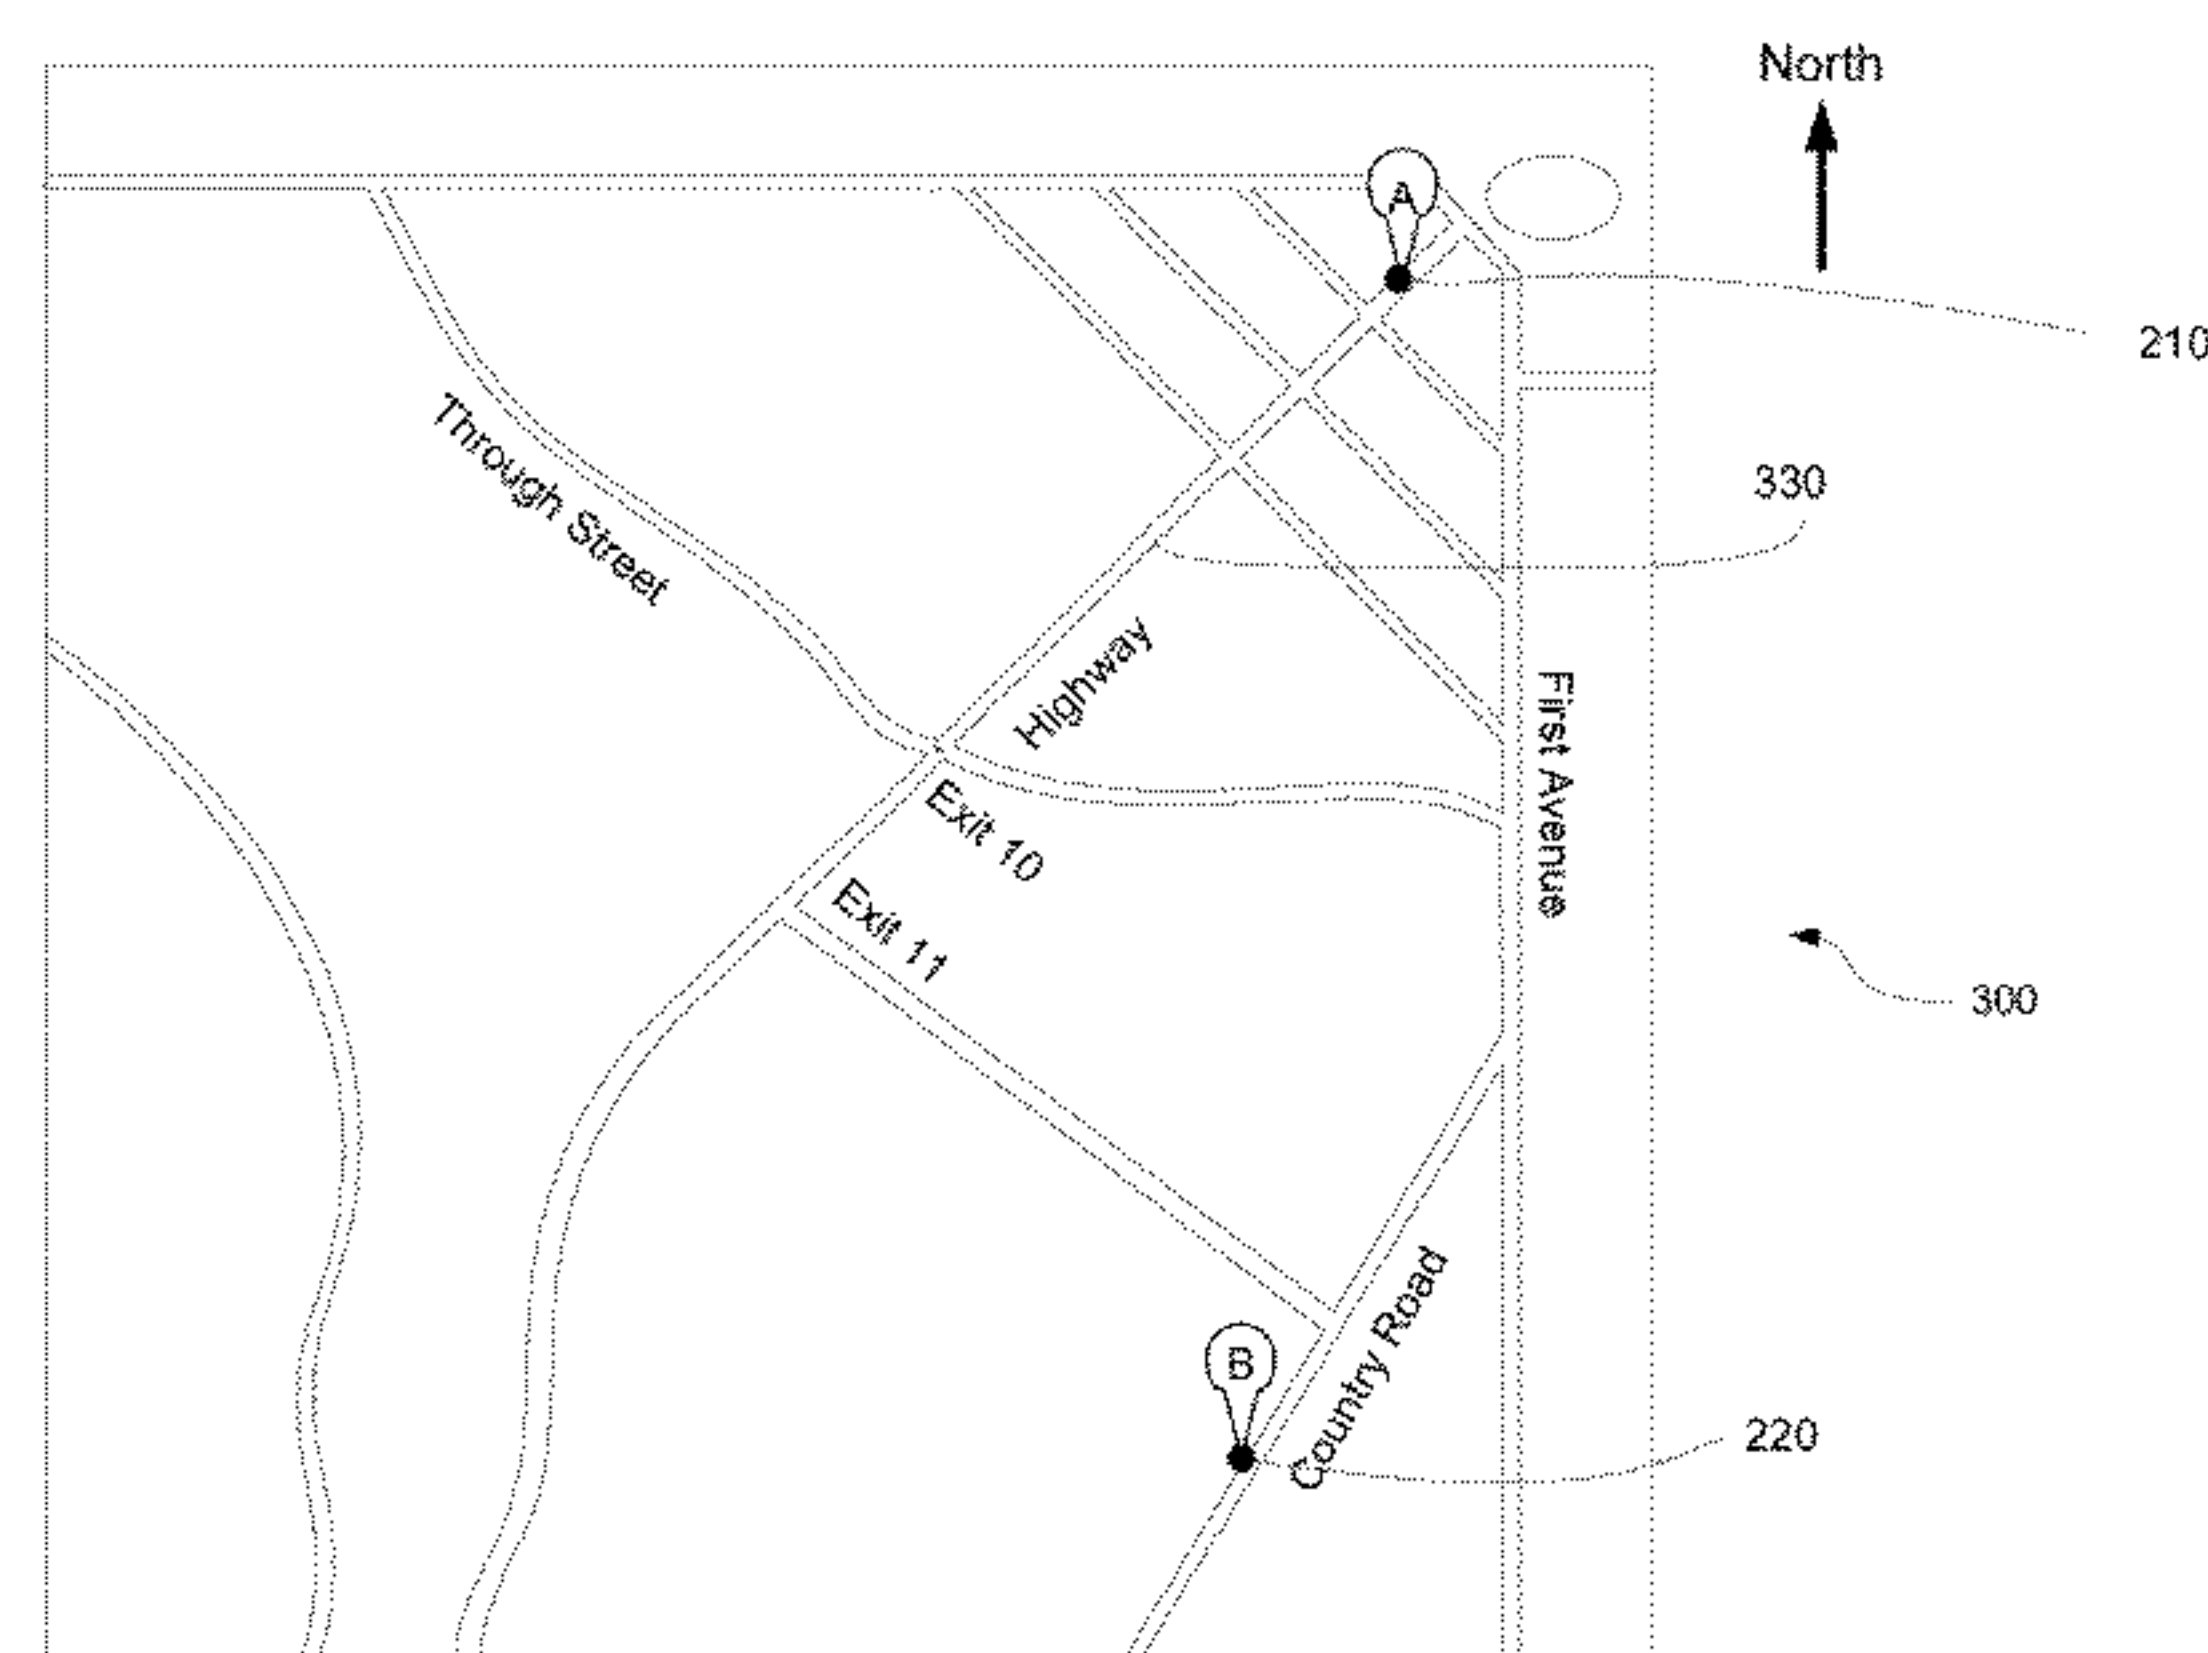 North
A
210
Through Street
330
Highway
First Avenue
Exit 10
Exit 11
300
Country Road
B
220